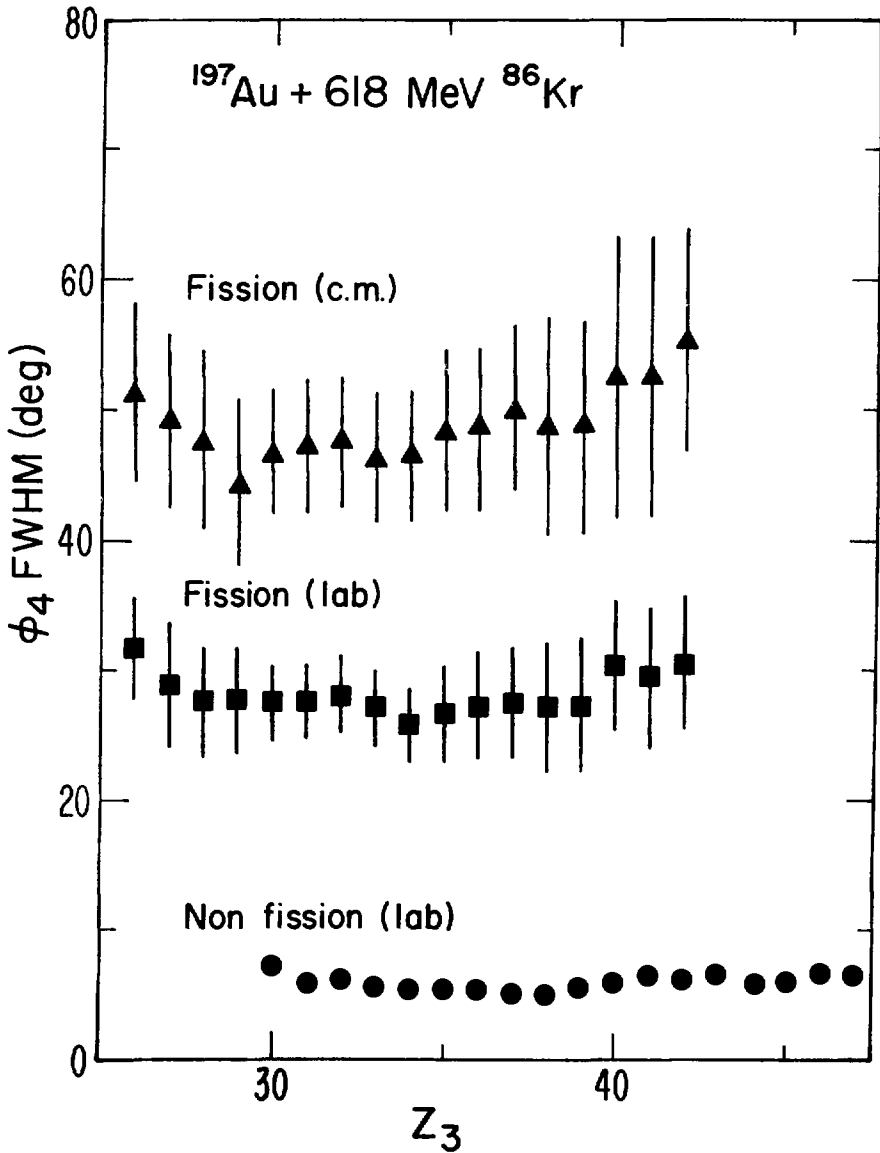 80
¹⁹⁷Au + 618 MeV ⁸⁶Kr
60
Fission (c.m.)
ϕ₄ FWHM (deg)
40
Fission (lab)
20
Non fission (lab)
0
30 40
Z₃